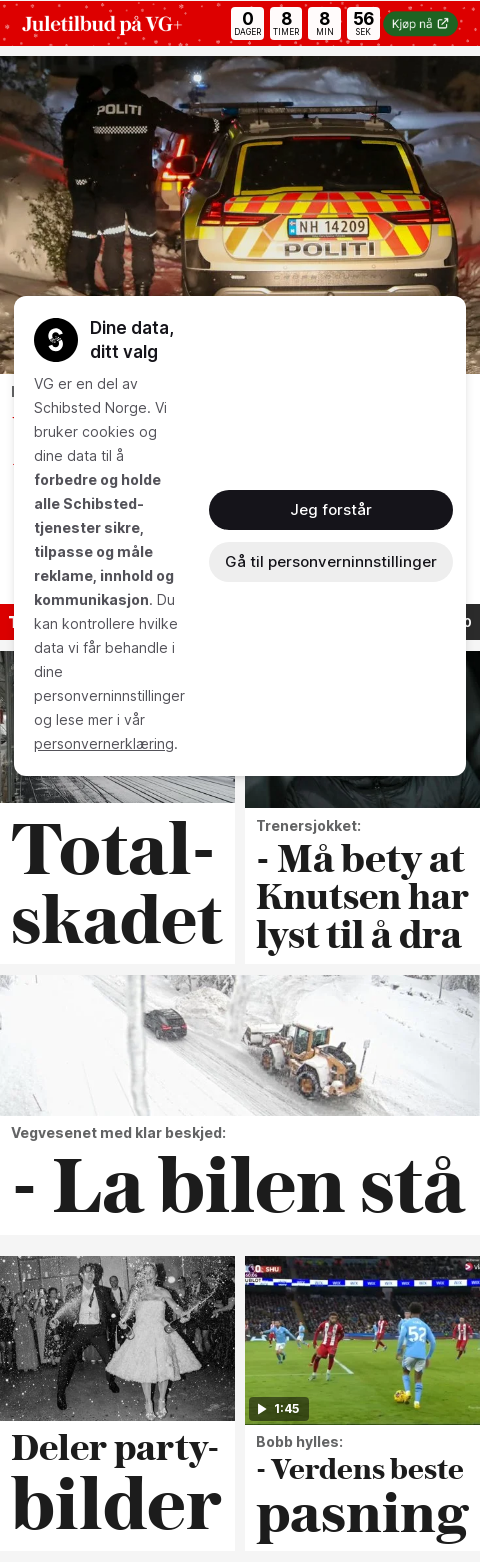 Juletilbud på VG+
0 8 8 56
DAGER TIMER MIN SEK
Kjøp nå
POLITI
NH 14209
POLITI
Dine data,
ditt valg
VG er en del av
Schibsted Norge. Vi
bruker cookies og
dine data til å
forbedre og holde
alle Schibsted-
tjenester sikre,
tilpasse og måle
reklame, innhold og
kommunikasjon. Du
kan kontrollere hvilke
data vi får behandle i
dine
personverninnstillinger
og lese mer i vår
personvernerklæring.
Jeg forstår
Gå til personverninnstillinger
Total-
skadet
Trenersjokket:
- Må bety at
Knutsen har
lyst til å dra
Vegvesenet med klar beskjed:
- La bilen stå
Deler party-
bilder
SHU
52
1:45
Bobb hylles:
- Verdens beste
pasning